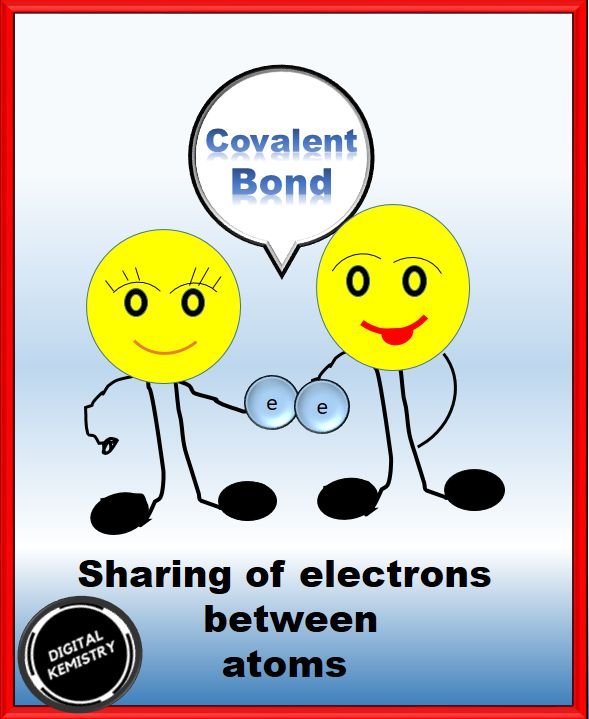 Covalent
Bond
e
e
Sharing of electrons
between
atoms
DIGITAL
KEMISTRY